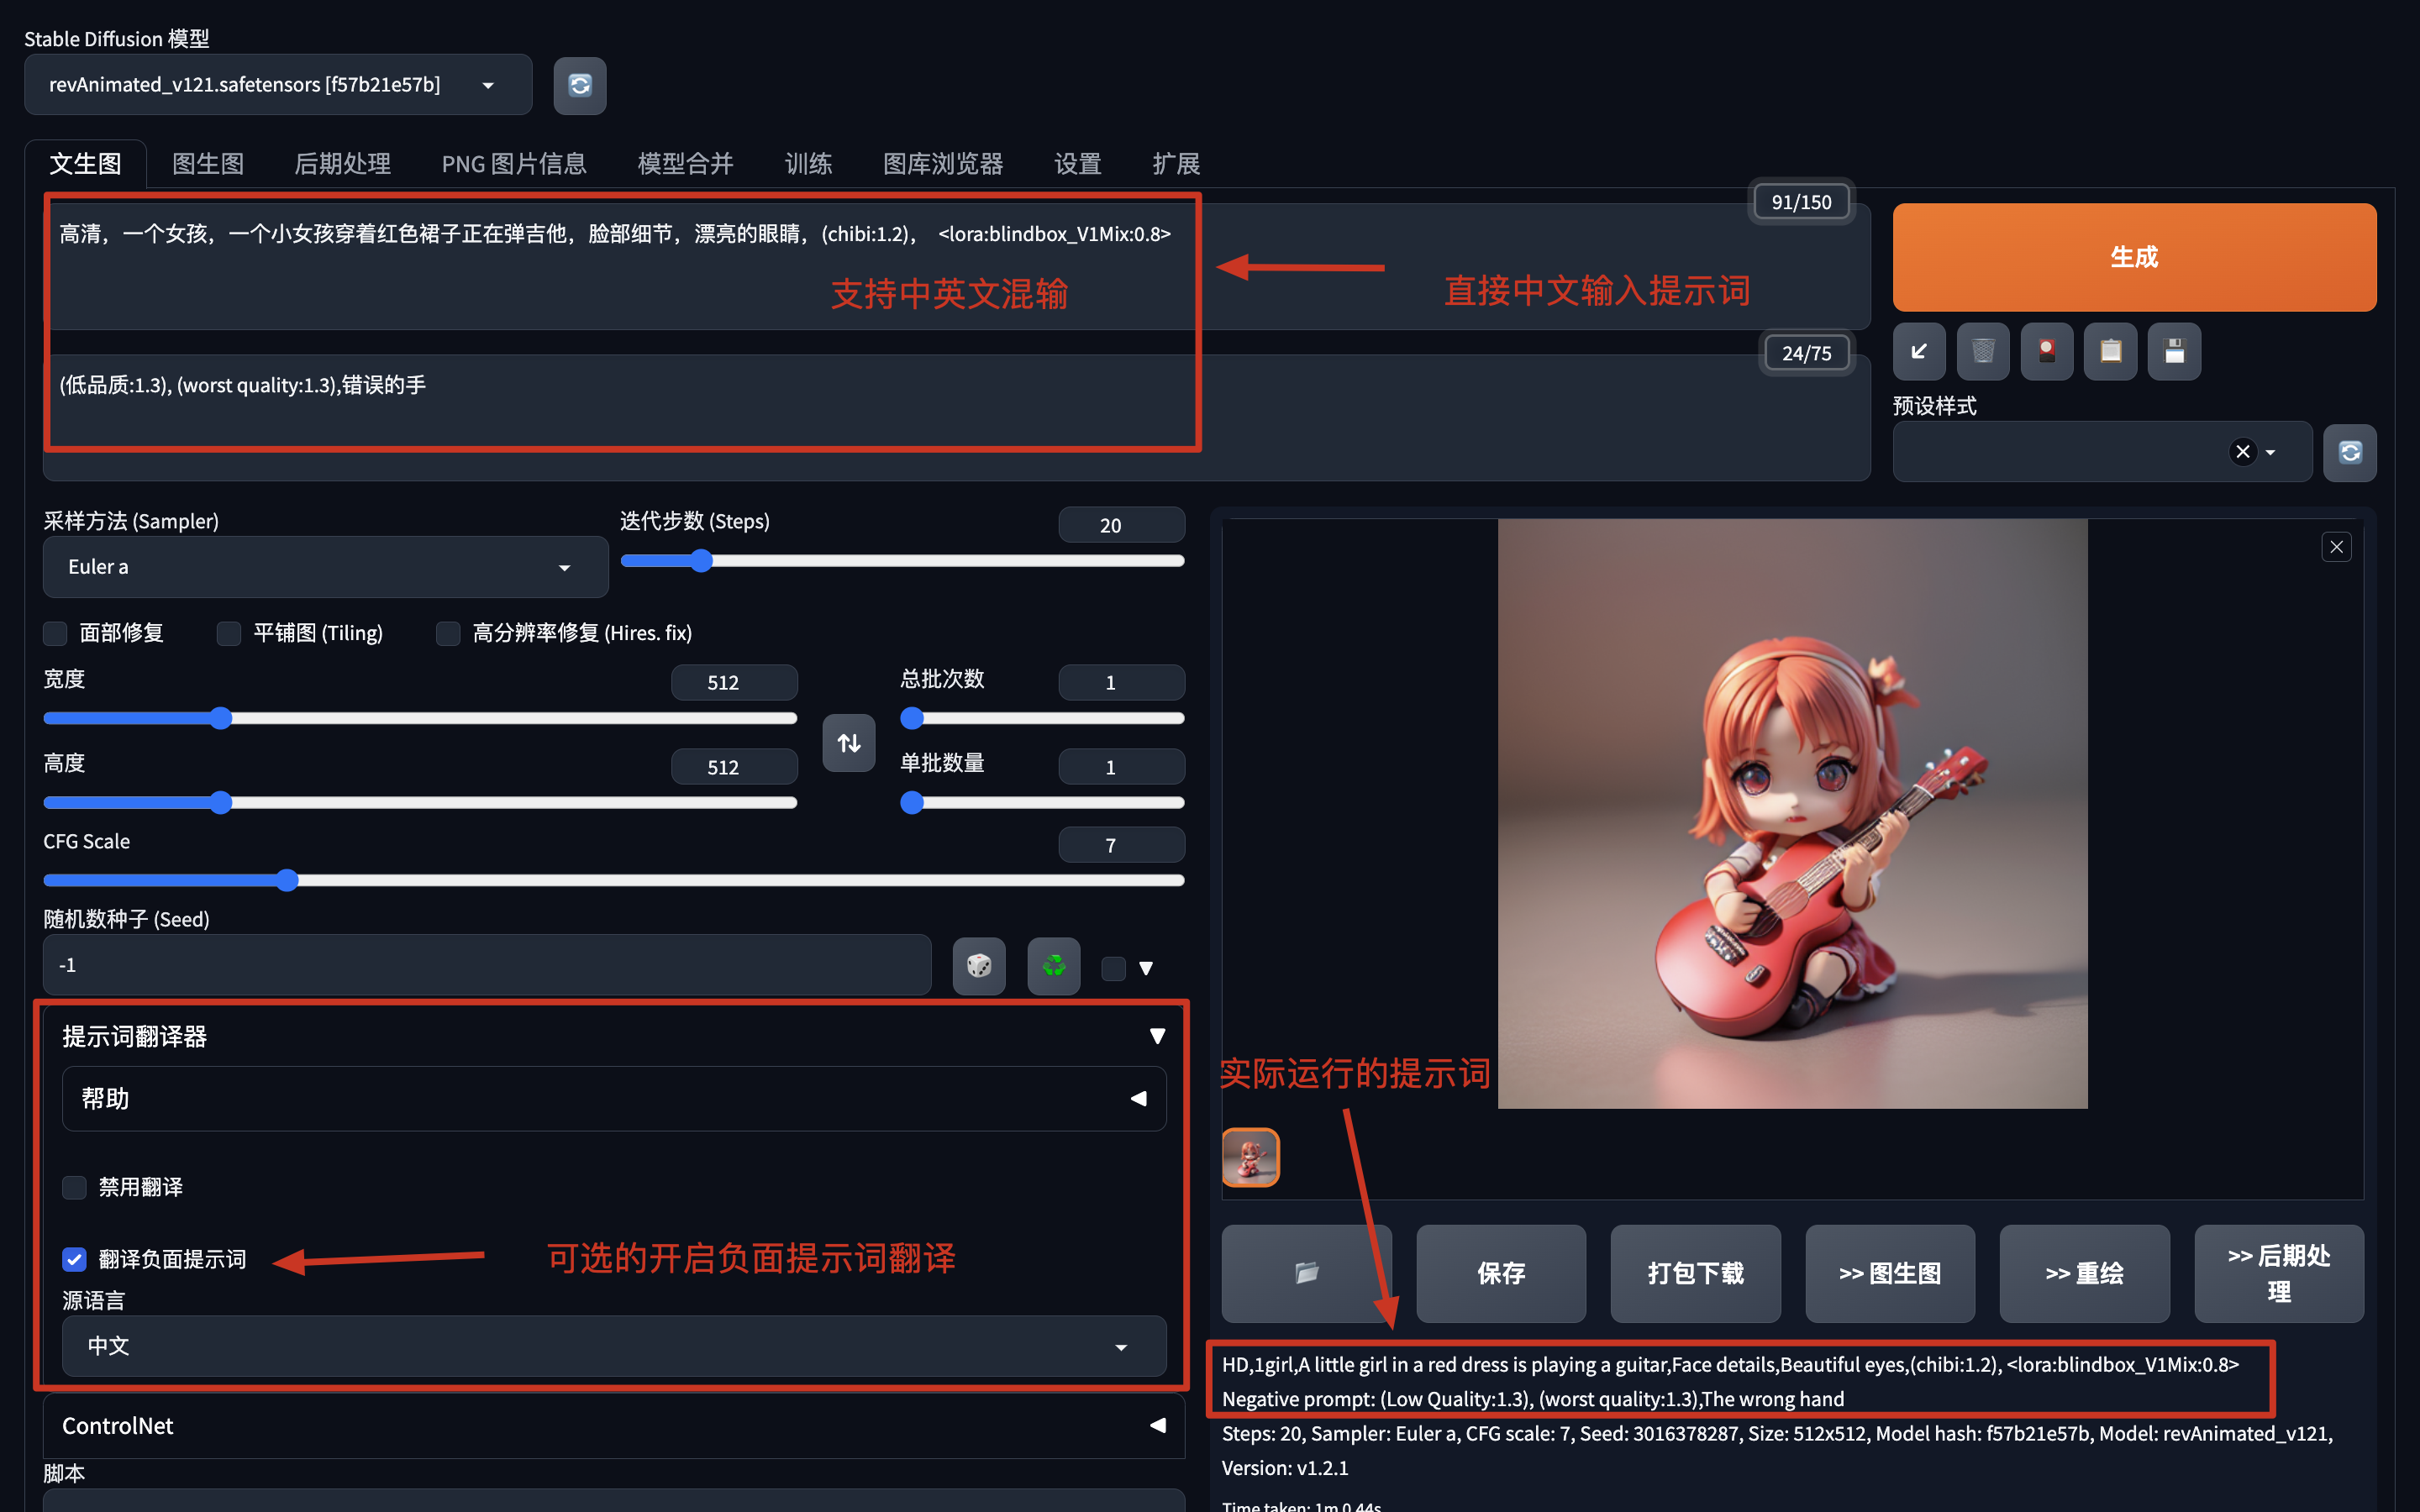 Stable Diffusion 模型
revAnimated_v121.safetensors [f57b21e57b]
文生图 图生图 后期处理 PNG 图片信息 模型合并 训练 图库浏览器 设置 扩展
91/150
高清，一个女孩，一个小女孩穿着红色裙子正在弹吉他，脸部细节，漂亮的眼睛，(chibi:1.2)， <lora:blindbox_V1Mix:0.8>
支持中英文混输
直接中文输入提示词
生成
24/75
(低品质:1.3), (worst quality:1.3),错误的手
预设样式
采样方法 (Sampler)
Euler a
迭代步数 (Steps)
20
面部修复 平铺图 (Tiling) 高分辨率修复 (Hires. fix)
宽度
512
总批次数
1
高度
512
单批数量
1
CFG Scale
7
随机数种子 (Seed)
-1
提示词翻译器
帮助
禁用翻译
翻译负面提示词
可选的开启负面提示词翻译
源语言
中文
ControlNet
脚本
实际运行的提示词
保存
打包下载
>> 图生图
>> 重绘
>> 后期处
理
HD,1girl,A little girl in a red dress is playing a guitar,Face details,Beautiful eyes,(chibi:1.2), <lora:blindbox_V1Mix:0.8>
Negative prompt: (Low Quality:1.3), (worst quality:1.3),The wrong hand
Steps: 20, Sampler: Euler a, CFG scale: 7, Seed: 3016378287, Size: 512x512, Model hash: f57b21e57b, Model: revAnimated_v121,
Version: v1.2.1
Time taken: 1m 0.44s